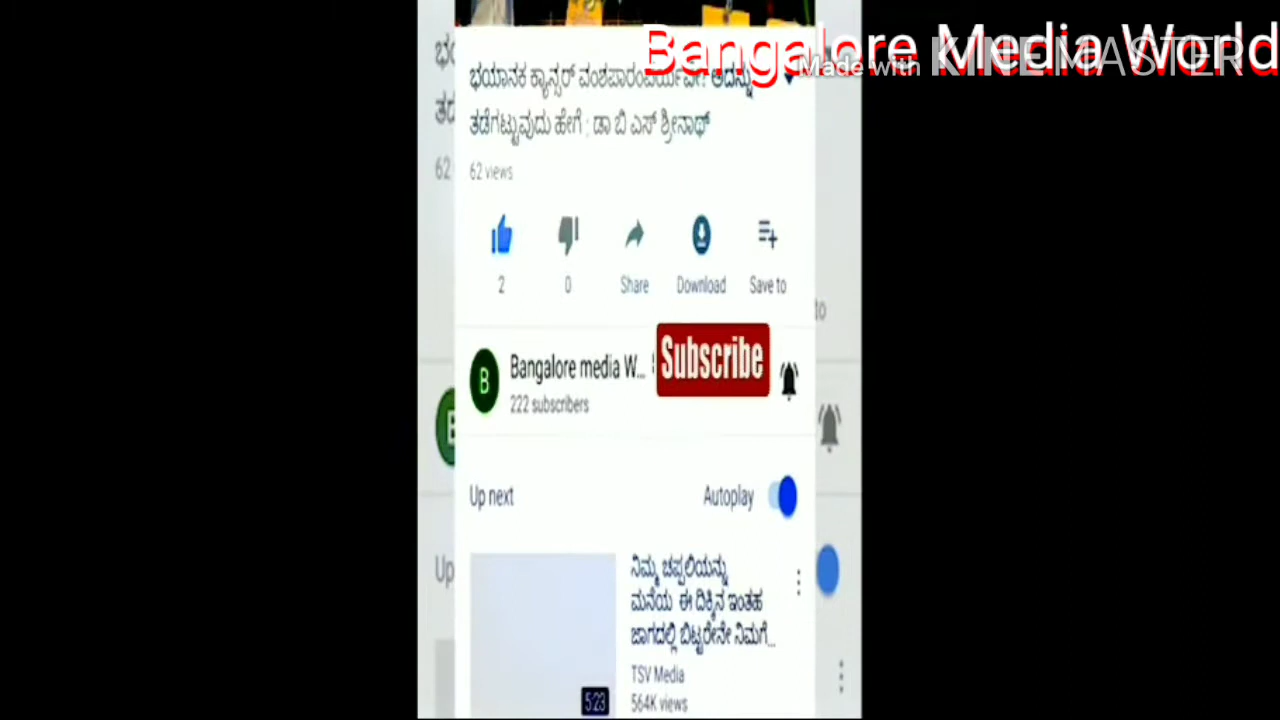 Bangalore Media World
Made with KINEMASTER
ಭಯಾನಕ ಕ್ಯಾನ್ಸರ್ ವಂಶಪಾರಂಪರ್ಯವೇ? ಅದನ್ನು
ತಡೆಗಟ್ಟುವುದು ಹೇಗೆ : ಡಾ ಬಿ ಎಸ್ ಶ್ರೀನಾಥ್
62 views
2
0
Share
Download
Save to
Bangalore media W...
Subscribe
222 subscribers
Up next
Autoplay
ನಿಮ್ಮ ಚಪ್ಪಲಿಯನ್ನು
ಮನೆಯ ಈ ದಿಕ್ಕಿನ ಇಂತಹ
ಜಾಗದಲ್ಲಿ ಬಿಟ್ಟರೇನೇ ನಿಮಗೆ...
TSV Media
564K views
5:23